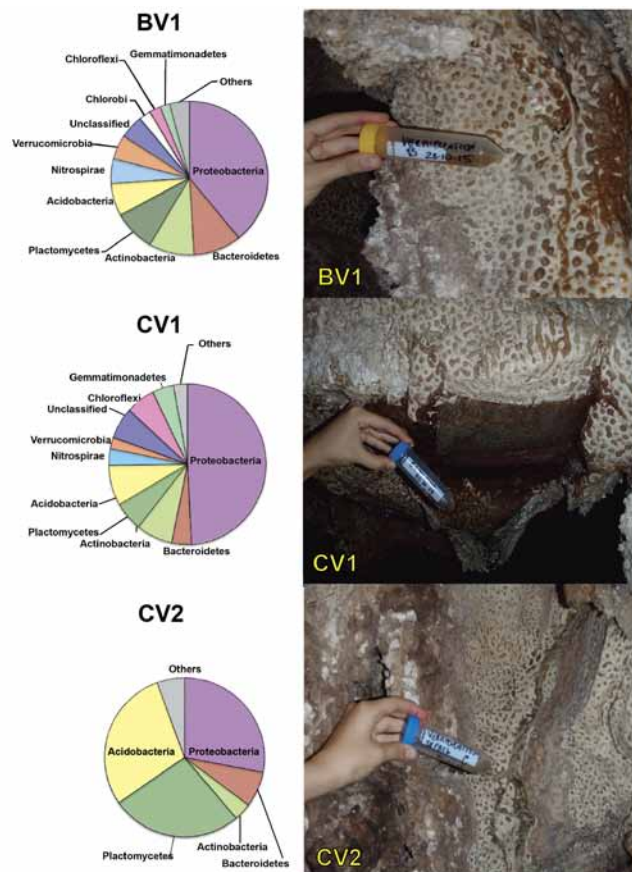 BV1
Gemmatimonadetes
Chloroflexi
Others
Chlorobi
Unclassified
Verrucomicrobia
Proteobacteria
Nitrospirae
Acidobacteria
Plactomycetes
Actinobacteria
Bacteroidetes
BV1
CV1
Others
Gemmatimonadetes
Chloroflexi
Unclassified
Verrucomicrobia
Nitrospirae
Proteobacteria
Acidobacteria
Plactomycetes
Actinobacteria
Bacteroidetes
CV1
CV2
Others
Acidobacteria
Proteobacteria
Actinobacteria
Plactomycetes
Bacteroidetes
CV2